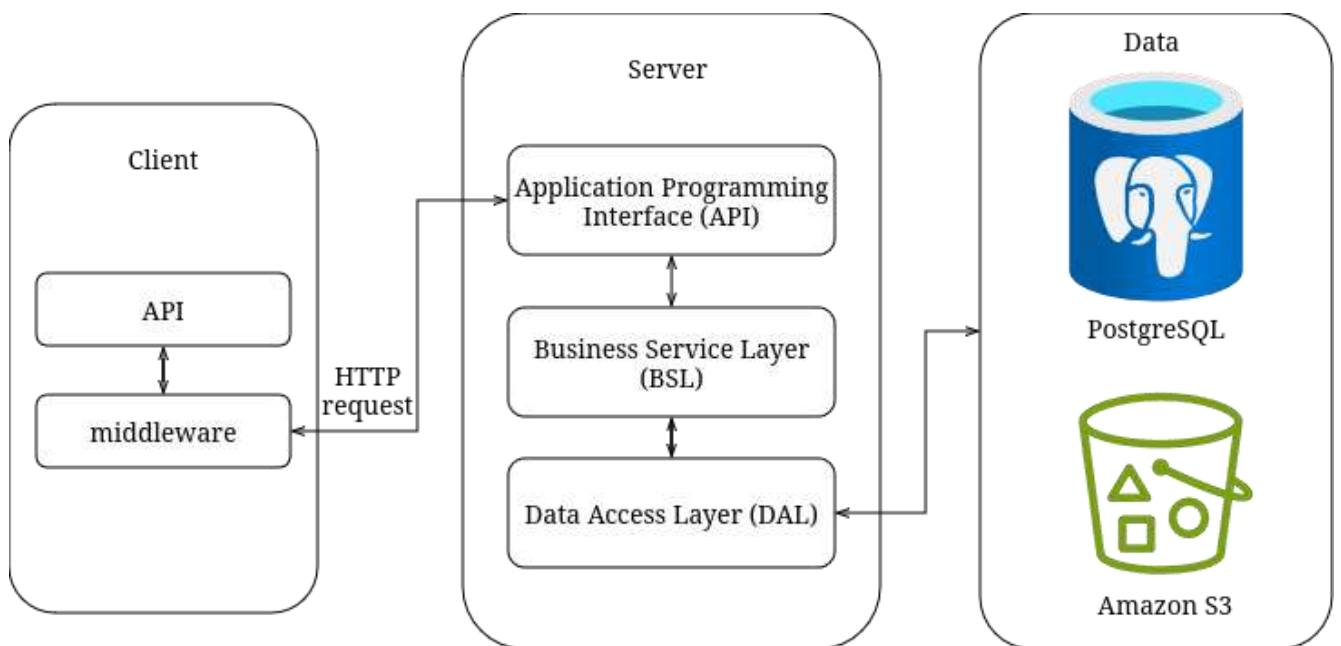 Client
API
middleware
HTTP
request
Server
Application Programming
Interface (API)
Business Service Layer
(BSL)
Data Access Layer (DAL)
Data
PostgreSQL
Amazon S3